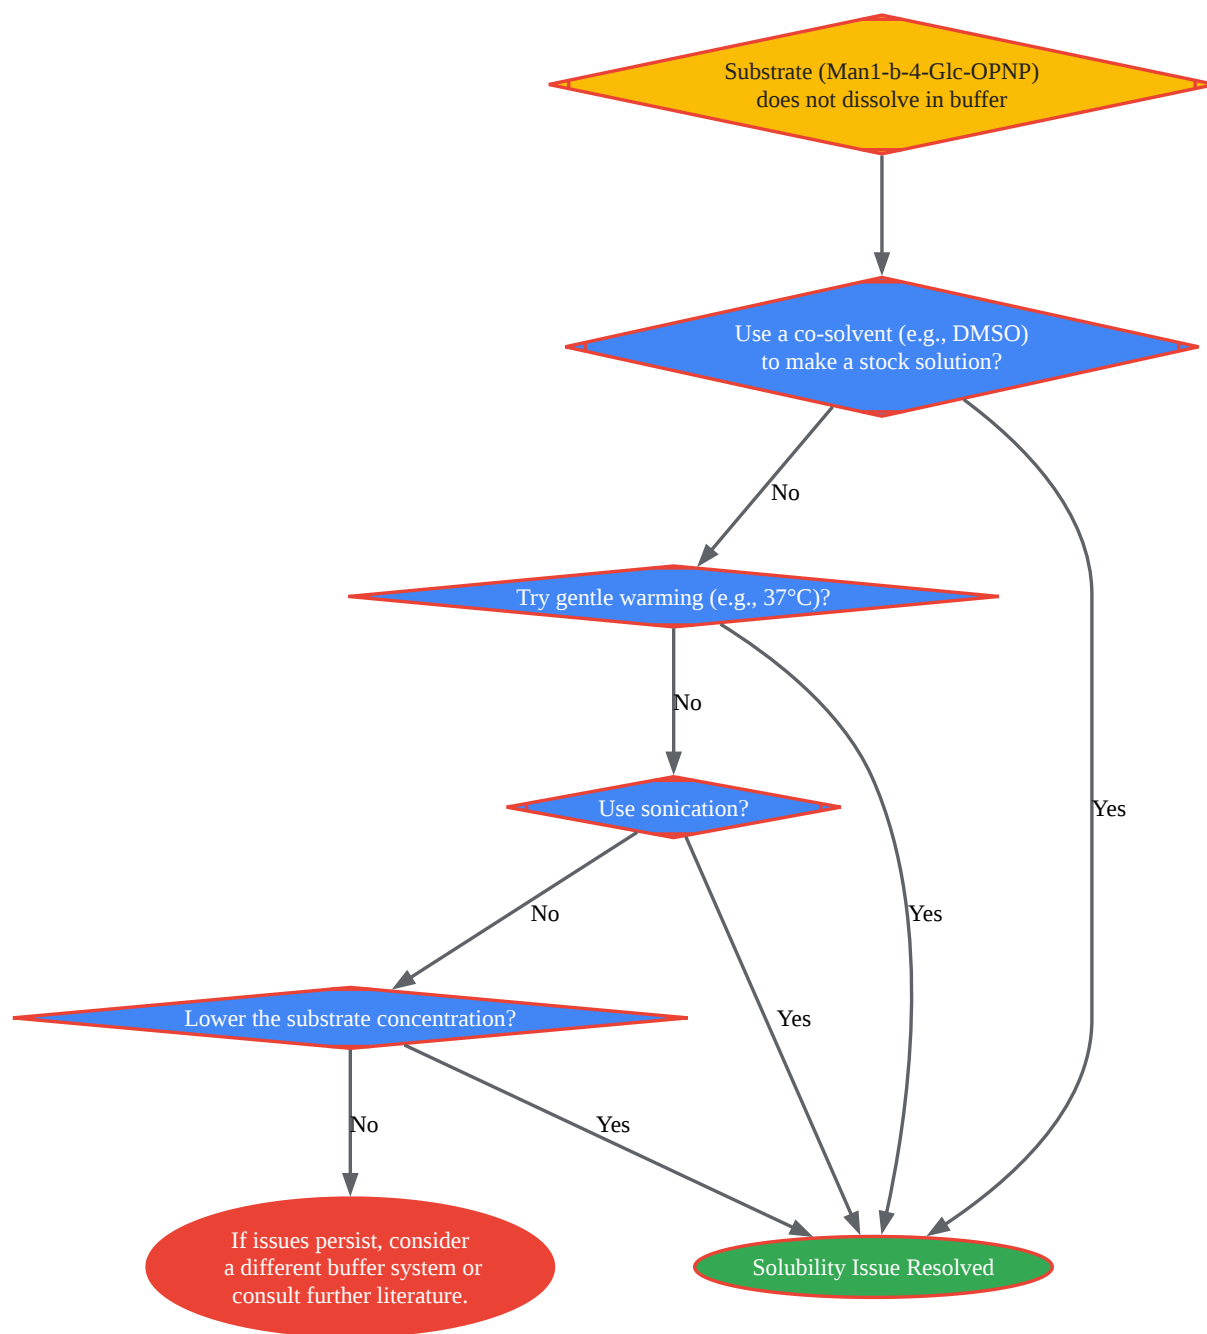 Substrate (Man1-b-4-Glc-OPNP)
does not dissolve in buffer
Use a co-solvent (e.g., DMSO)
to make a stock solution?
No
Try gentle warming (e.g., 37°C)?
No
Use sonication?
Yes
No
Yes
Lower the substrate concentration?
Yes
No
Yes
If issues persist, consider
a different buffer system or
consult further literature.
Solubility Issue Resolved